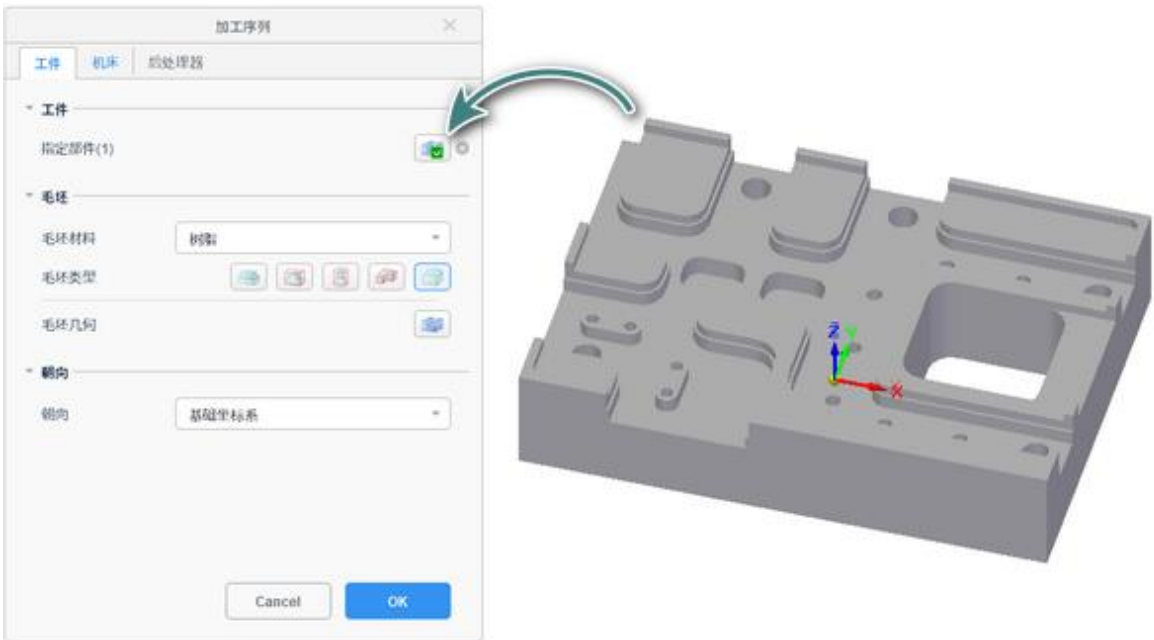 加工序列
工件 机床 后处理器
工件
指定部件(1)
毛坯
毛坯材料 树脂
毛坯类型
毛坯几何
朝向
朝向 基础坐标系
Cancel OK
Z Y
X